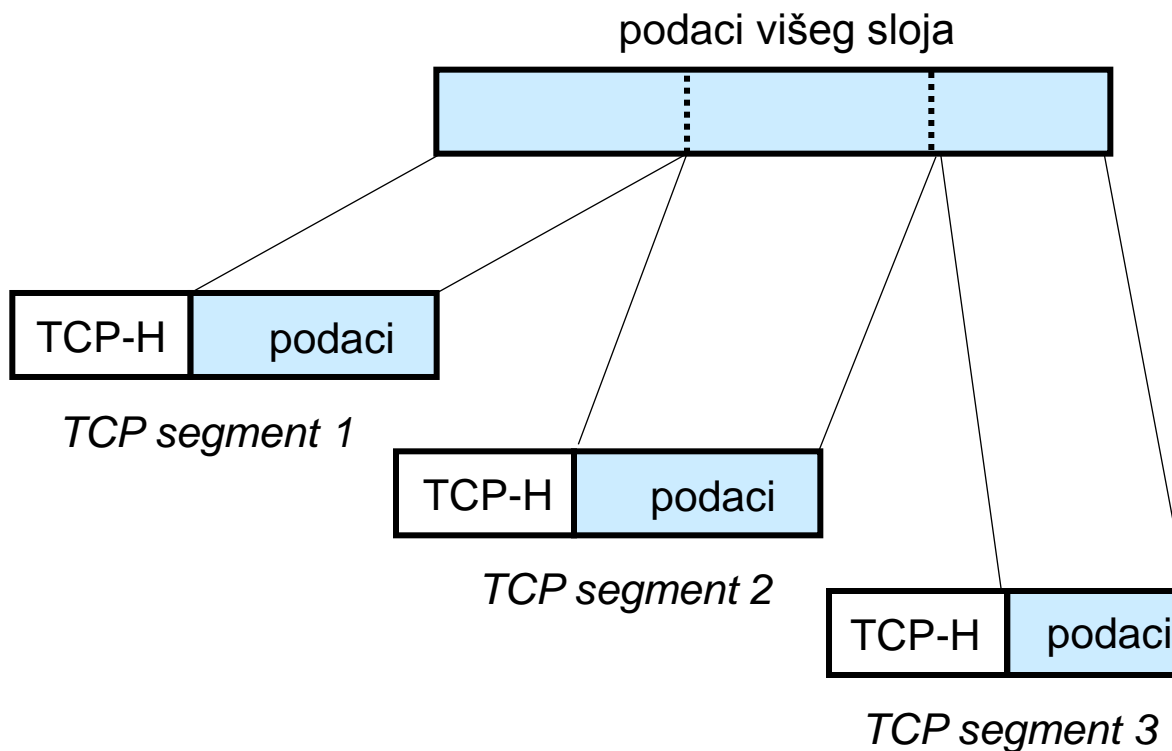 podaci višeg sloja
TCP-H podaci
TCP segment 1
TCP-H podaci
TCP segment 2
TCP-H podaci
TCP segment 3